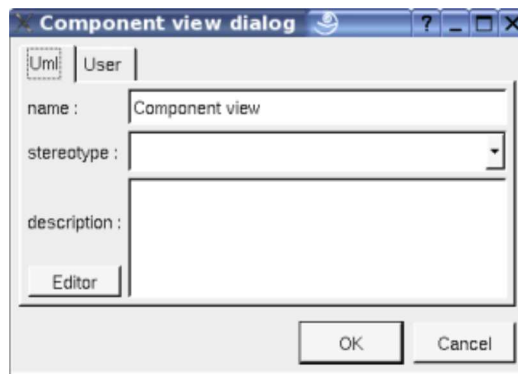 Component view dialog ? _
Uml User
name : Component view
stereotype :
description :
Editor
OK Cancel